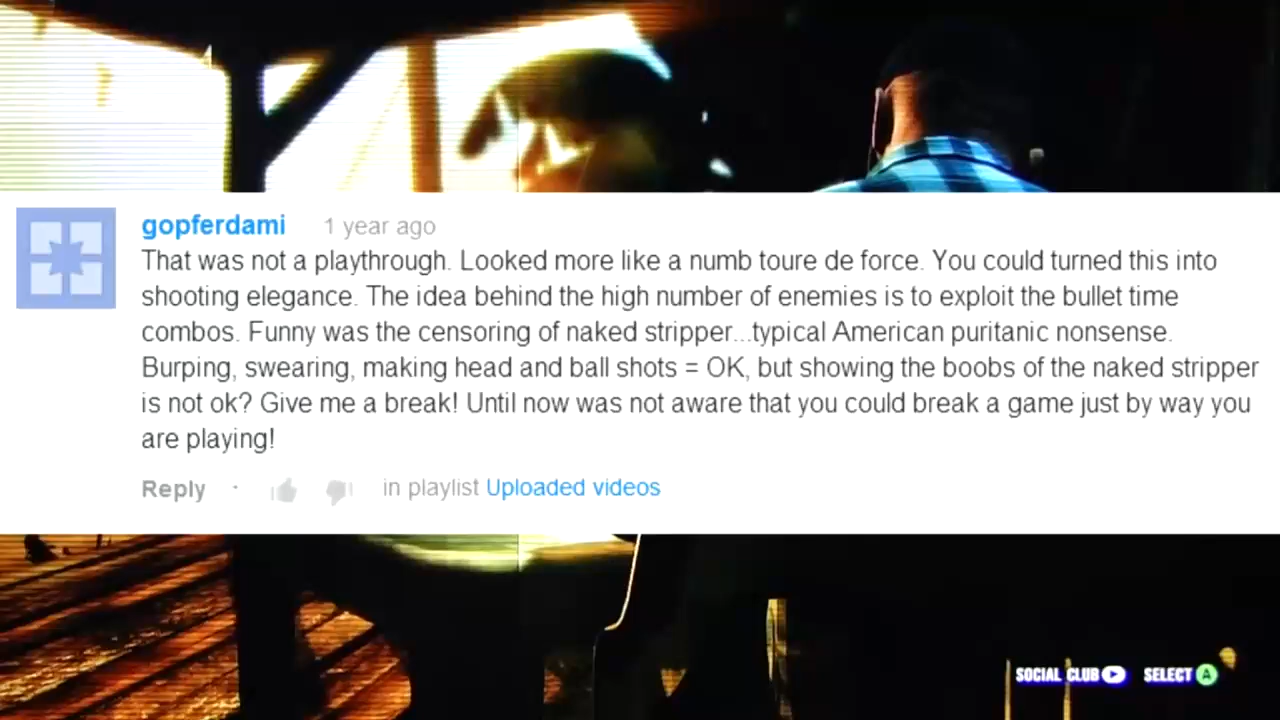 gopferdami 1 year ago
That was not a playthrough. Looked more like a numb toure de force. You could turned this into
shooting elegance. The idea behind the high number of enemies is to exploit the bullet time
combos. Funny was the censoring of naked stripper...typical American puritanic nonsense.
Burping, swearing, making head and ball shots = OK, but showing the boobs of the naked stripper
is not ok? Give me a break! Until now was not aware that you could break a game just by way you
are playing!
Reply · in playlist Uploaded videos
SOCIAL CLUB SELECT A